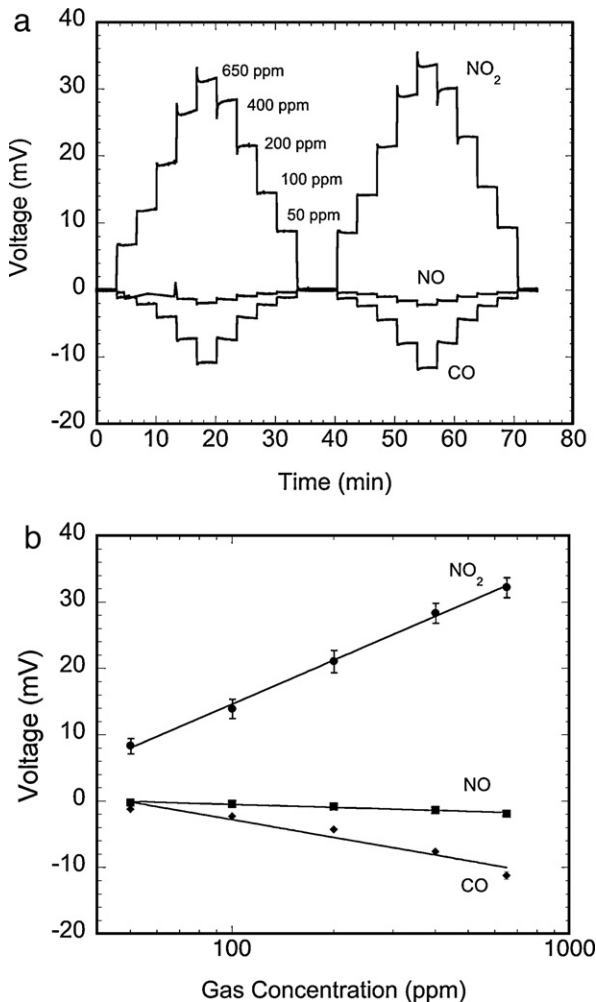 a
40
30
20
10
0
-10
-20
Voltage (mV)
650 ppm
400 ppm
200 ppm
100 ppm
50 ppm
NO2
NO
CO
0 10 20 30 40 50 60 70 80
Time (min)
b
40
30
20
10
0
-10
-20
Voltage (mV)
NO2
NO
CO
100 1000
Gas Concentration (ppm)